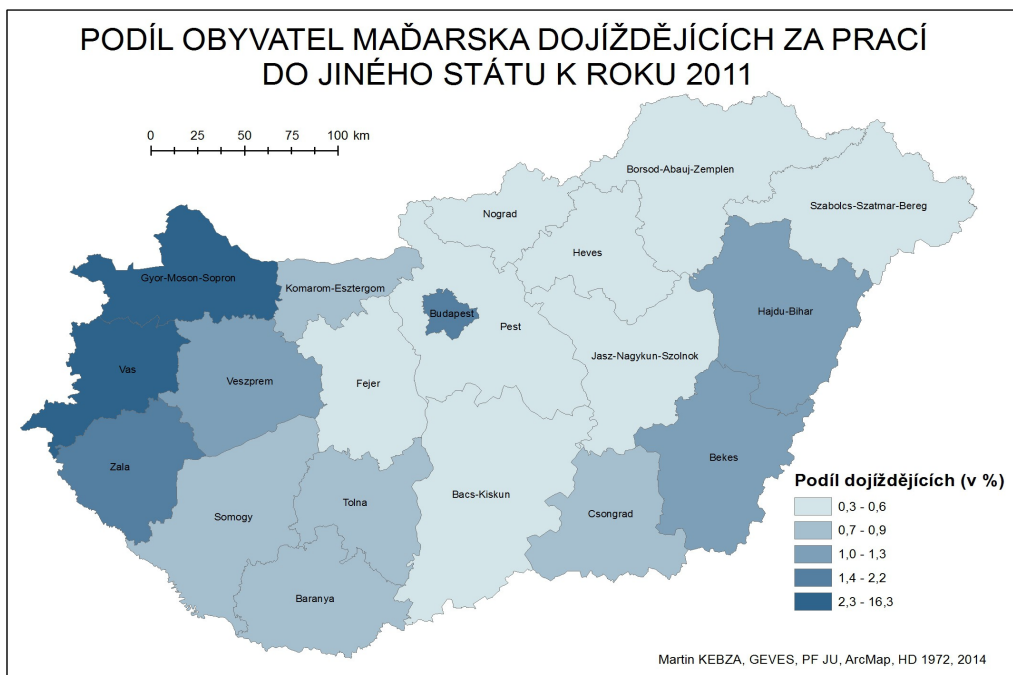 PODÍL OBYVATEL MAĎARSKA DOJÍŽDĚJÍCÍCH ZA PRACÍ
DO JINÉHO STÁTU K ROKU 2011
0 25 50 75 100 km
Borsod-Abauj-Zemplen
Szabolcs-Szatmar-Bereg
Nograd
Heves
Gyor-Moson-Sopron
Komarom-Esztergom
Budapest
Hajdu-Bihar
Pest
Jasz-Nagykun-Szolnok
Vas
Veszprem
Fejer
Zala
Bekes
Bacs-Kiskun
Tolna
Somogy
Csongrad
Baranya
Podíl dojíždějících (v %)
0,3 - 0,6
0,7 - 0,9
1,0 - 1,3
1,4 - 2,2
2,3 - 16,3
Martin KEBZA, GEVES, PF JU, ArcMap, HD 1972, 2014